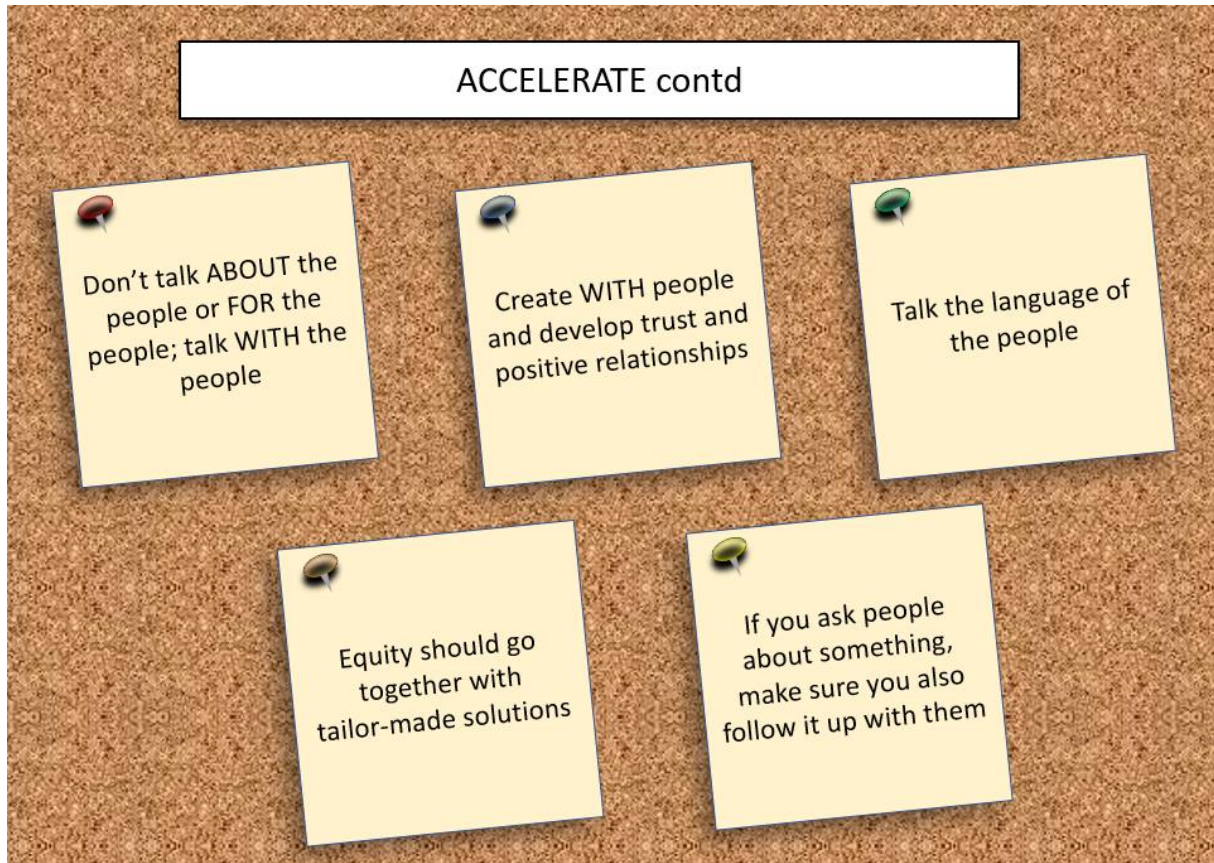 ACCELERATE contd
Don’t talk ABOUT the
people or FOR the
people; talk WITH the
people
Create WITH people
and develop trust and
positive relationships
Talk the language of
the people
Equity should go
together with
tailor-made solutions
If you ask people
about something,
make sure you also
follow it up with them